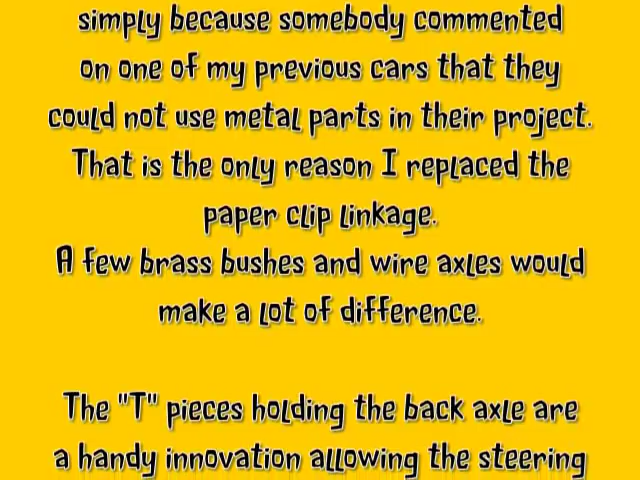 simply because somebody commented
on one of my previous cars that they
could not use metal parts in their project.
That is the only reason I replaced the
paper clip linkage.
A few brass bushes and wire axles would
make a lot of difference.
The "T" pieces holding the back axle are
a handy innovation allowing the steering